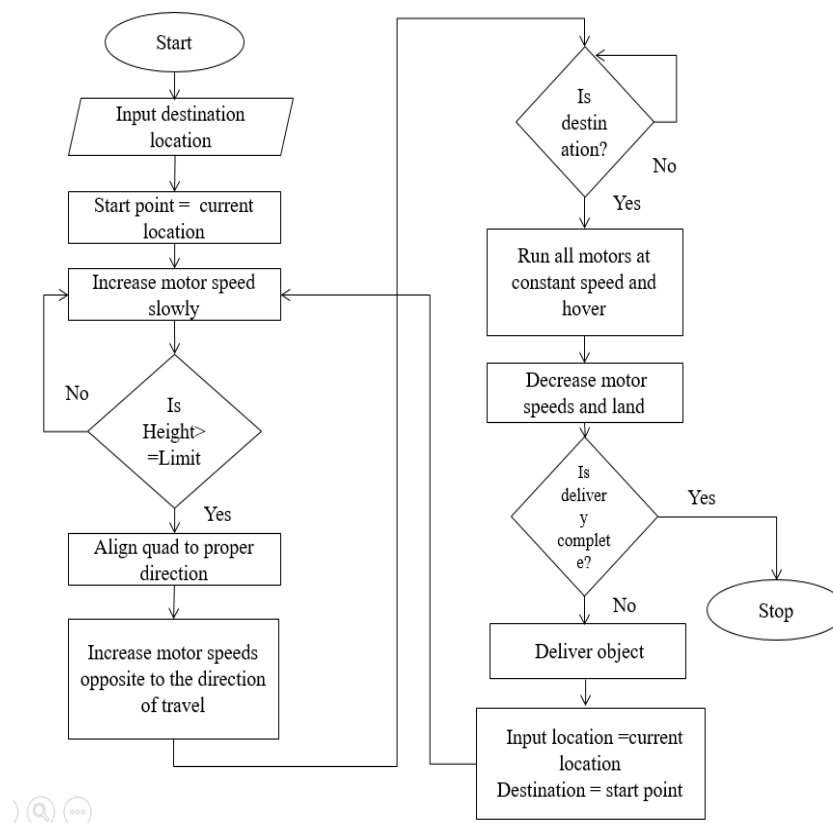 Start
Input destination
location
Start point =  current
location
Increase motor speed
slowly
No
Is
Height>
=Limit
Yes
Align quad to proper
direction
Increase motor speeds
opposite to the direction
of travel
Is
destin
ation?
No
Yes
Run all motors at
constant speed and
hover
Decrease motor
speeds and land
Is
deliver
y
complet
e?
Yes
Stop
No
Deliver object
Input location =current
location
Destination = start point